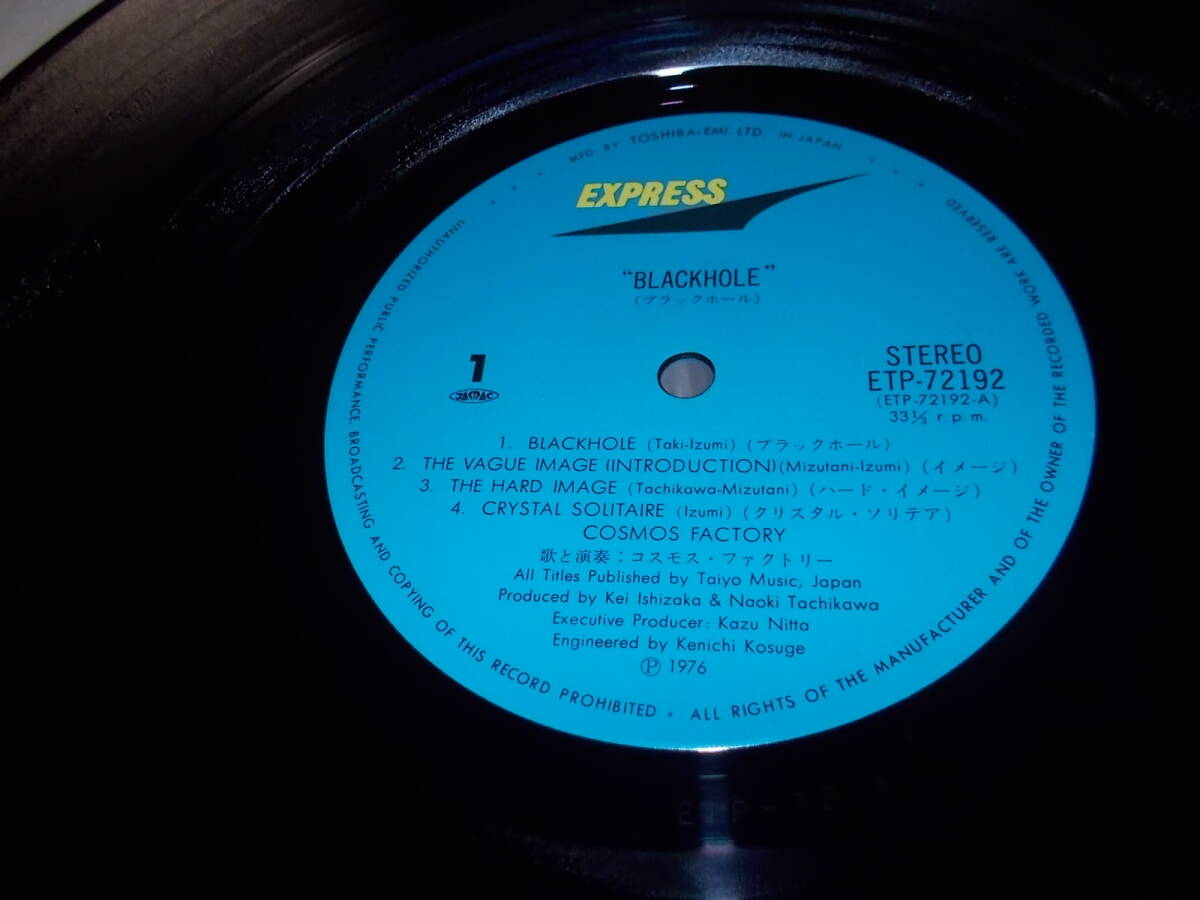 MFD. BY TOSHIBA-EMI LTD. IN JAPAN
EXPRESS
“BLACKHOLE”
(ブラックホール)
1
JASRAC
STEREO
ETP-72192
(ETP-72192-A)
33⅓ r.p.m.
1. BLACKHOLE (Taki-Izumi) (ブラックホール)
2. THE VAGUE IMAGE (INTRODUCTION)(Mizutani-Izumi) (イメージ)
3. THE HARD IMAGE (Tachikawa-Mizutani) (ハード・イメージ)
4. CRYSTAL SOLITAIRE (Izumi) (クリスタル・ソリテア)
COSMOS FACTORY
歌と演奏:コスモス・ファクトリー
All Titles Published by Taiyo Music, Japan
Produced by Kei Ishizaka & Naoki Tachikawa
Executive Producer: Kazu Nitta
Engineered by Kenichi Kosuge
Ⓟ 1976
UNAUTHORIZED PUBLIC PERFORMANCE, BROADCASTING AND COPYING OF THIS RECORD PROHIBITED • ALL RIGHTS OF THE MANUFACTURER AND OF THE OWNER OF THE RECORDED WORK ARE RESERVED